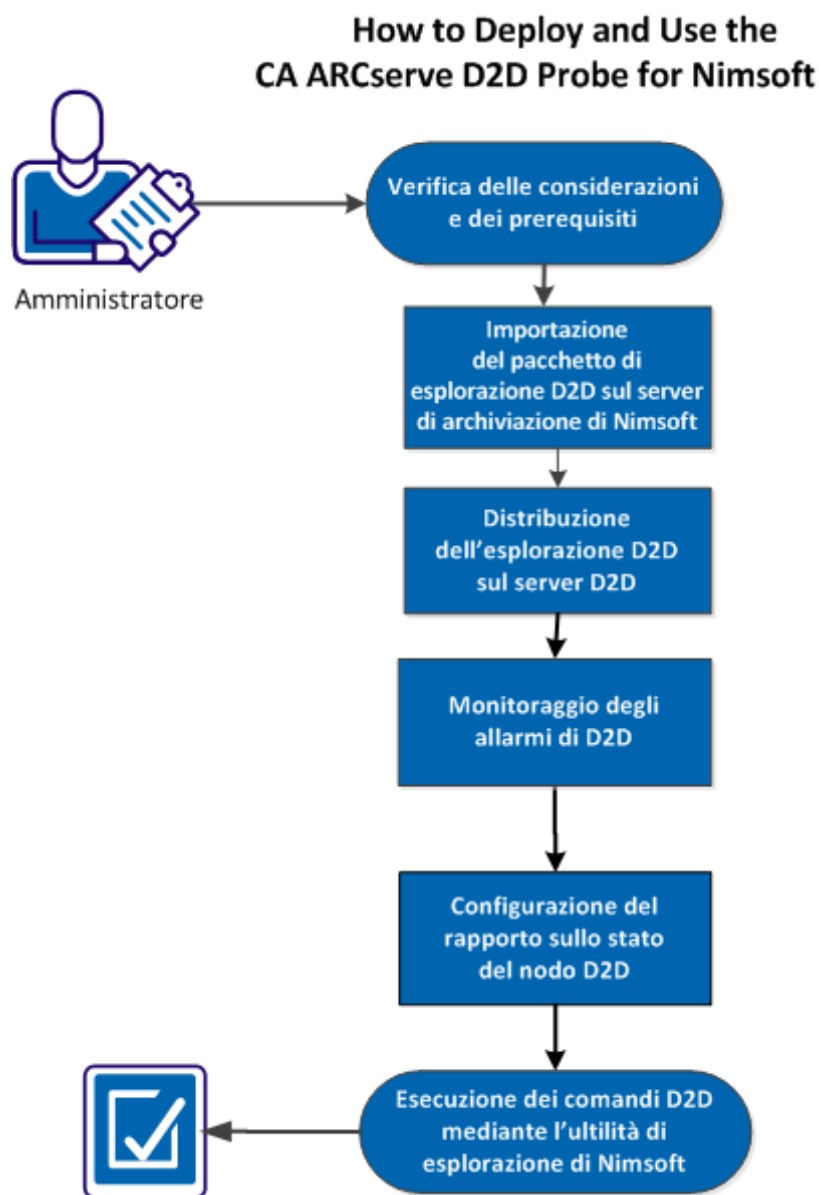 How to Deploy and Use the
CA ARCserve D2D Probe for Nimsoft
Amministratore
Verifica delle considerazioni
e dei prerequisiti
Importazione
del pacchetto di
esplorazione D2D sul server
di archiviazione di Nimsoft
Distribuzione
dell’esplorazione D2D
sul server D2D
Monitoraggio degli
allarmi di D2D
Configurazione del
rapporto sullo stato
del nodo D2D
Esecuzione dei comandi D2D
mediante l’ultilità di
esplorazione di Nimsoft